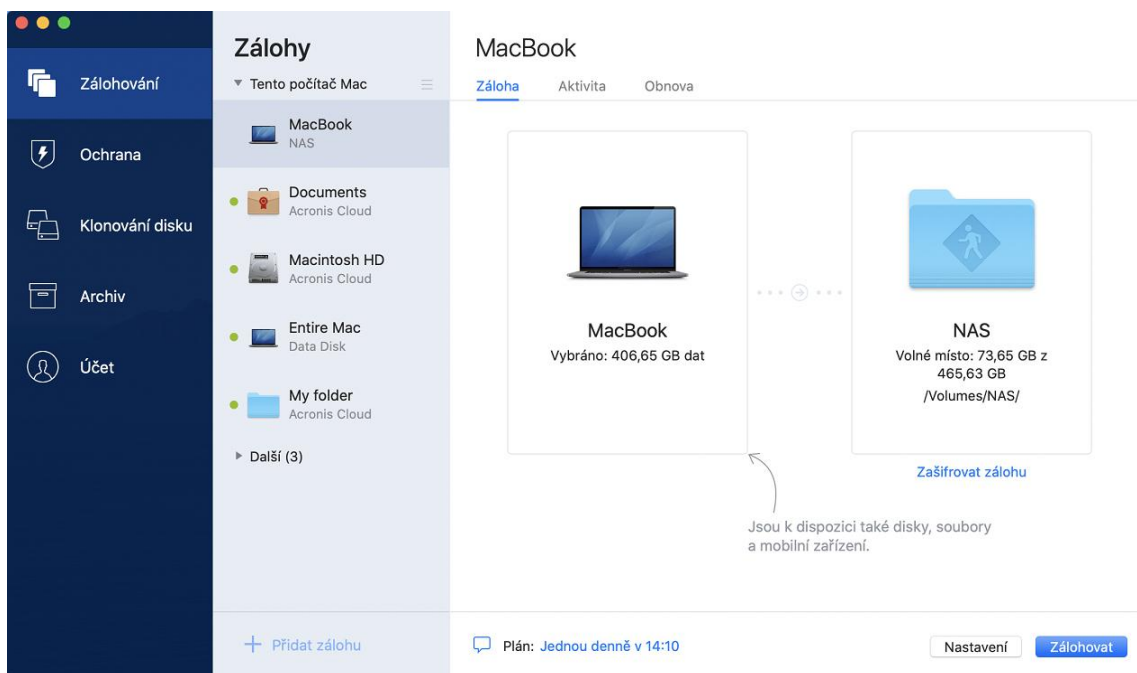 Zálohování
Ochrana
Klonování disku
Archiv
Účet
Zálohy
Tento počítač Mac
MacBook
NAS
Documents
Acronis Cloud
Macintosh HD
Acronis Cloud
Entire Mac
Data Disk
My folder
Acronis Cloud
Další (3)
Přidat zálohu
MacBook
Záloha Aktivita Obnova
MacBook
Vybráno: 406,65 GB dat
NAS
Volné místo: 73,65 GB z
465,63 GB
/Volumes/NAS/
Zašifrovat zálohu
Jsou k dispozici také disky, soubory
a mobilní zařízení.
Plán: Jednou denně v 14:10
Nastavení
Zálohovat